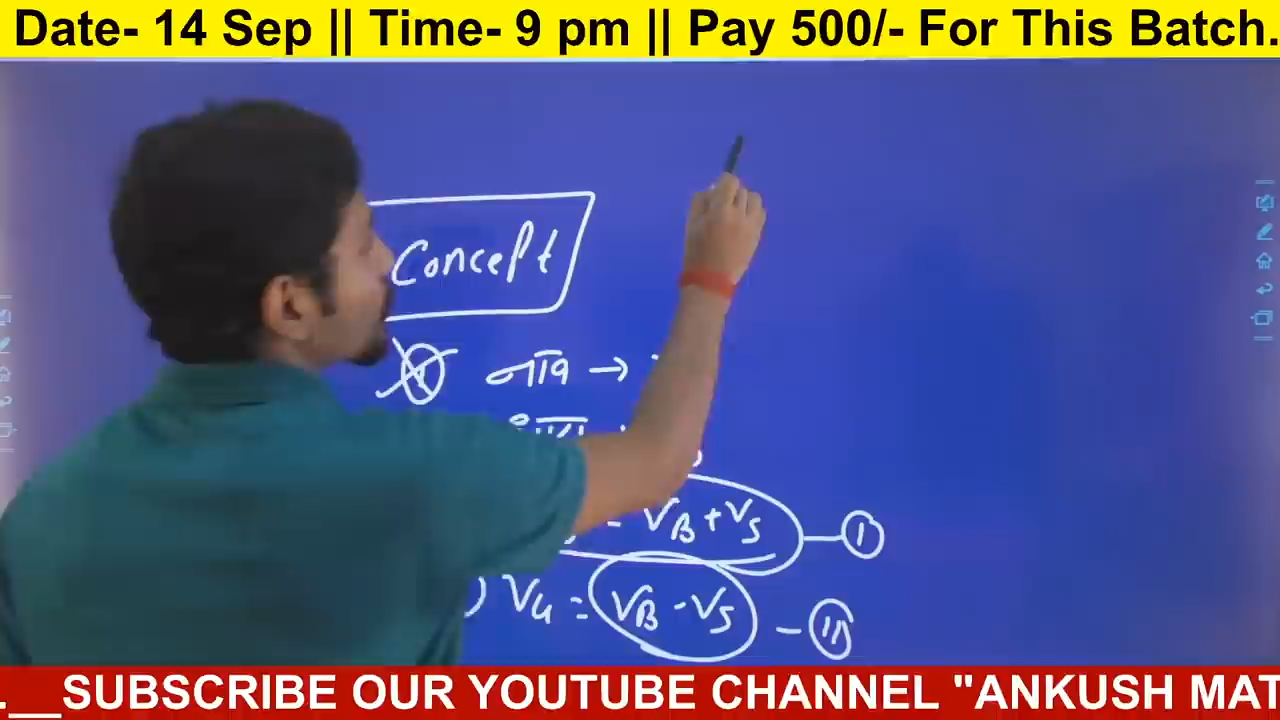 Date- 14 Sep || Time- 9 pm || Pay 500/- For This Batch.
Concept
नाव →
= VB + VS — ①
Vu = VB - VS — ⑪
.__SUBSCRIBE OUR YOUTUBE CHANNEL "ANKUSH MAT